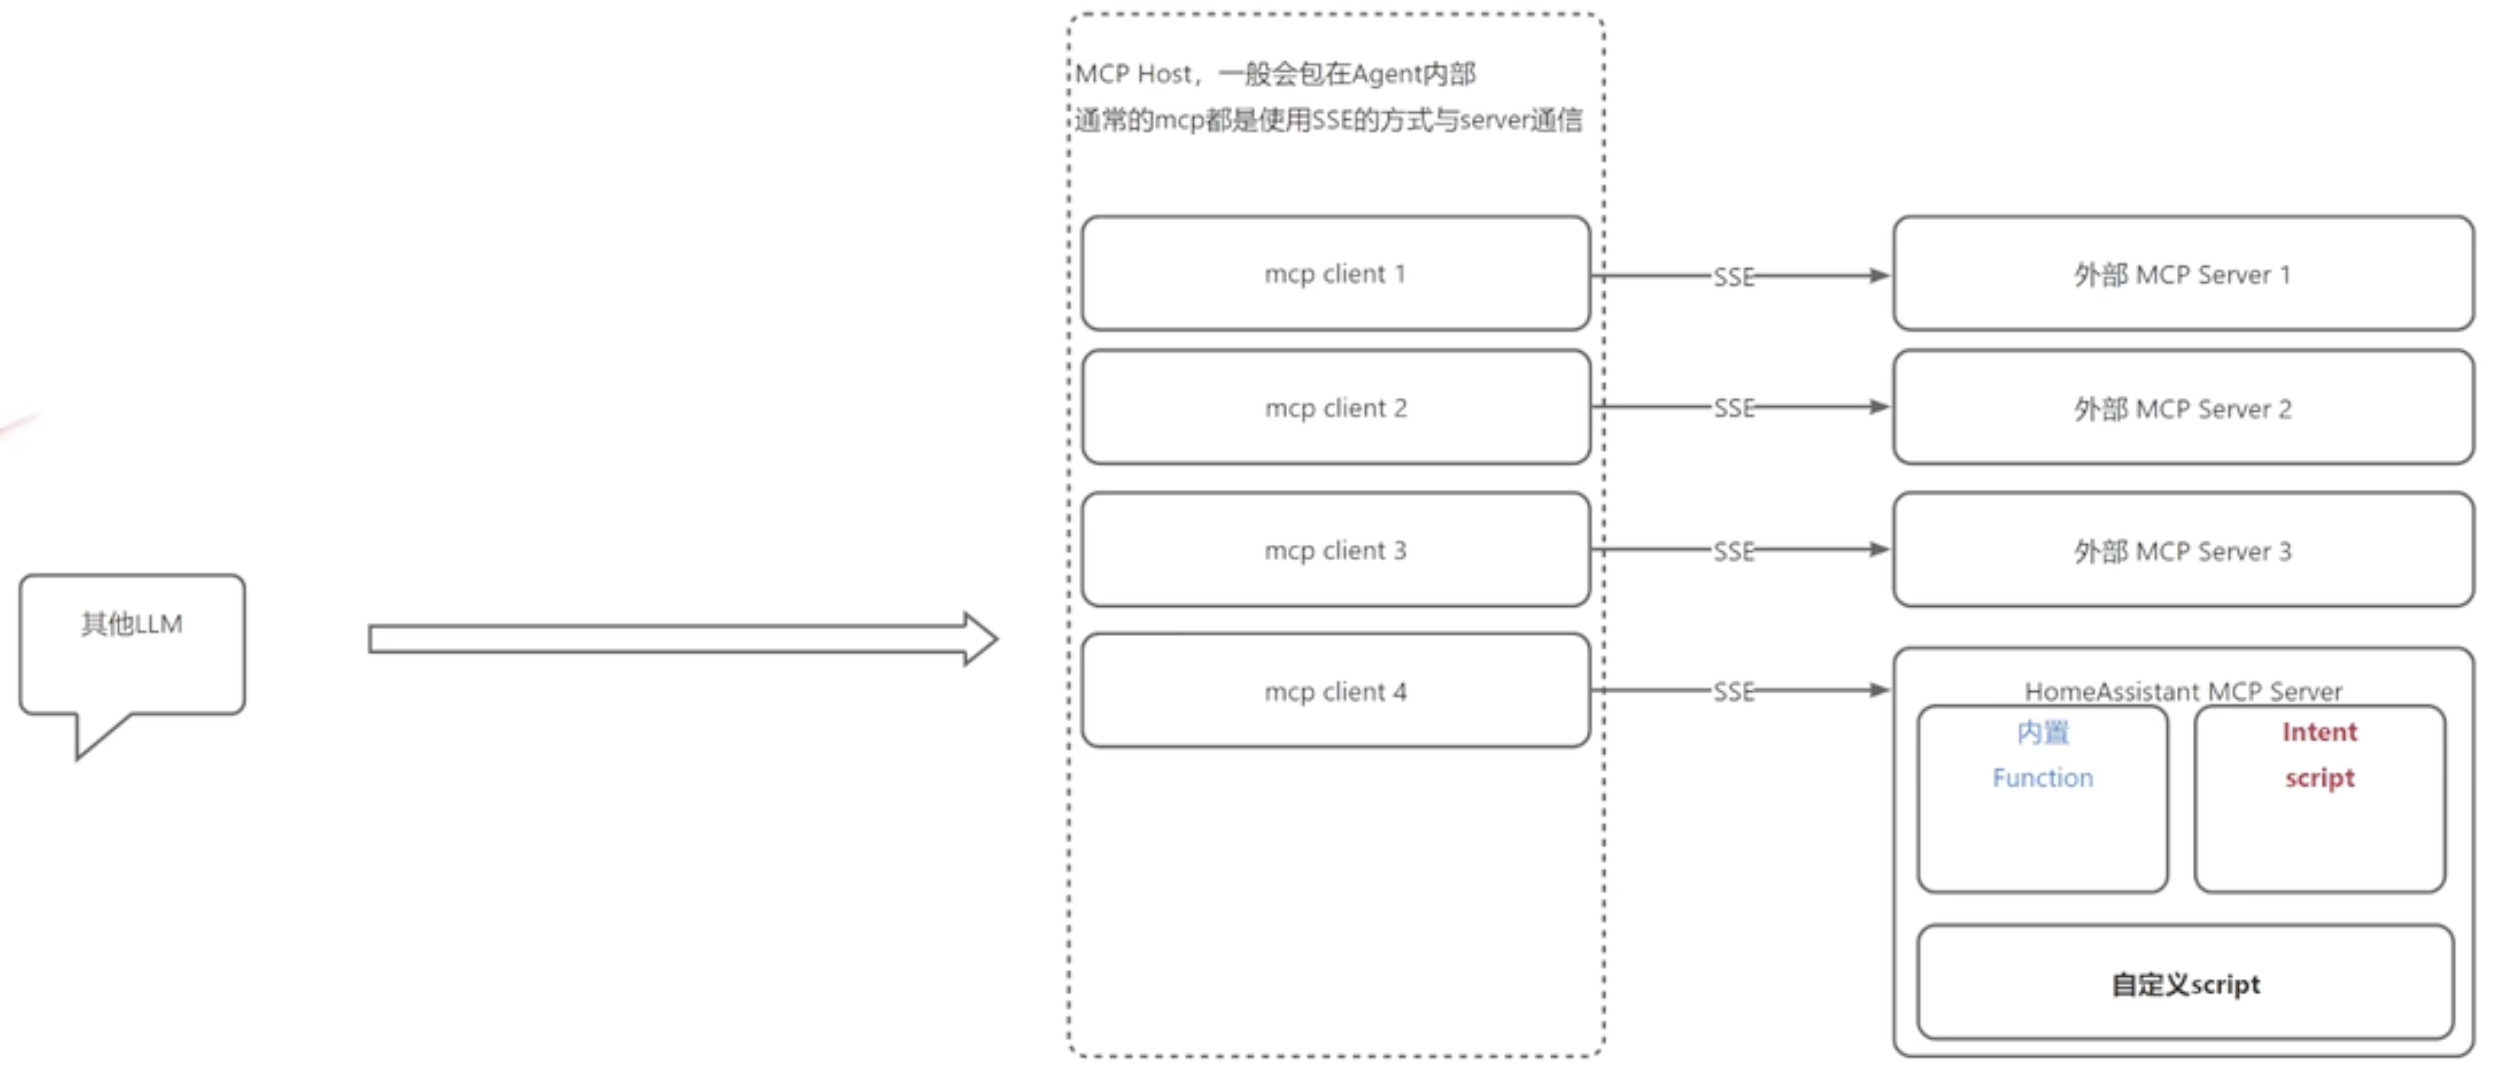 MCP Host，一般会包在Agent内部
通常的mcp都是使用SSE的方式与server通信
mcp client 1
SSE
外部 MCP Server 1
mcp client 2
SSE
外部 MCP Server 2
mcp client 3
SSE
外部 MCP Server 3
其他LLM
mcp client 4
SSE
HomeAssistant MCP Server
内置
Function
Intent
script
自定义script